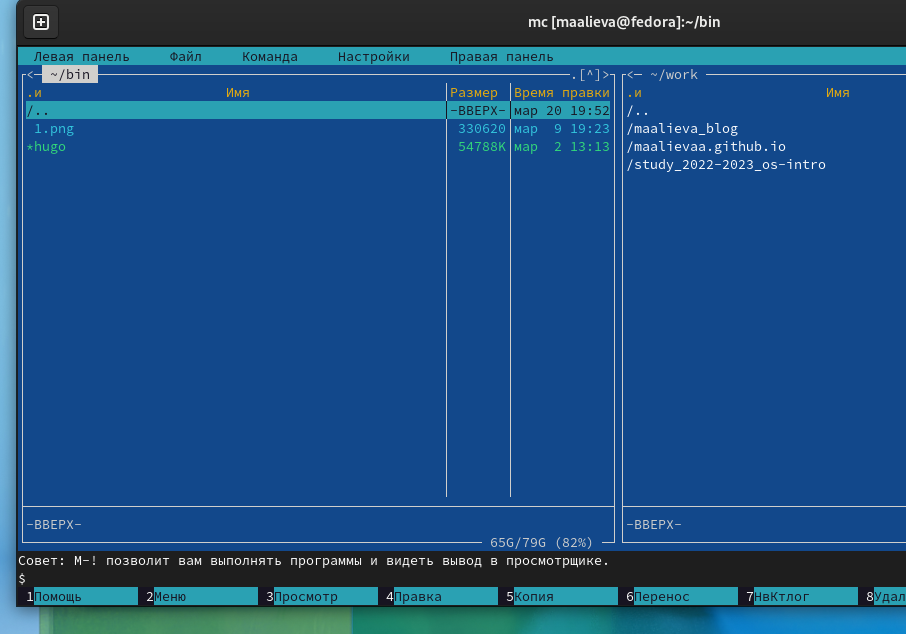 mc [maalieva@fedora]:~/bin
Левая панель Файл Команда Настройки Правая панель
<─ ~/bin .[^]> <─ ~/work
.и Имя Размер Время правки .и Имя
/.. -ВВЕРХ- мар 20 19:52 /..
1.png 330620 мар 9 19:23 /maalieva_blog
*hugo 54788K мар 2 13:13 /maalievaa.github.io
/study_2022-2023_os-intro
-ВВЕРХ- -ВВЕРХ-
65G/79G (82%)
Совет: M-! позволит вам выполнять программы и видеть вывод в просмотрщике.
$
1Помощь 2Меню 3Просмотр 4Правка 5Копия 6Перенос 7НвКтлог 8Удал